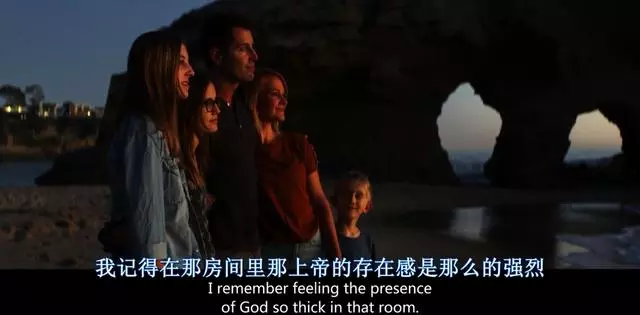 我记得在那房间里那上帝的存在感是那么的强烈
I remember feeling the presence
of God so thick in that room.